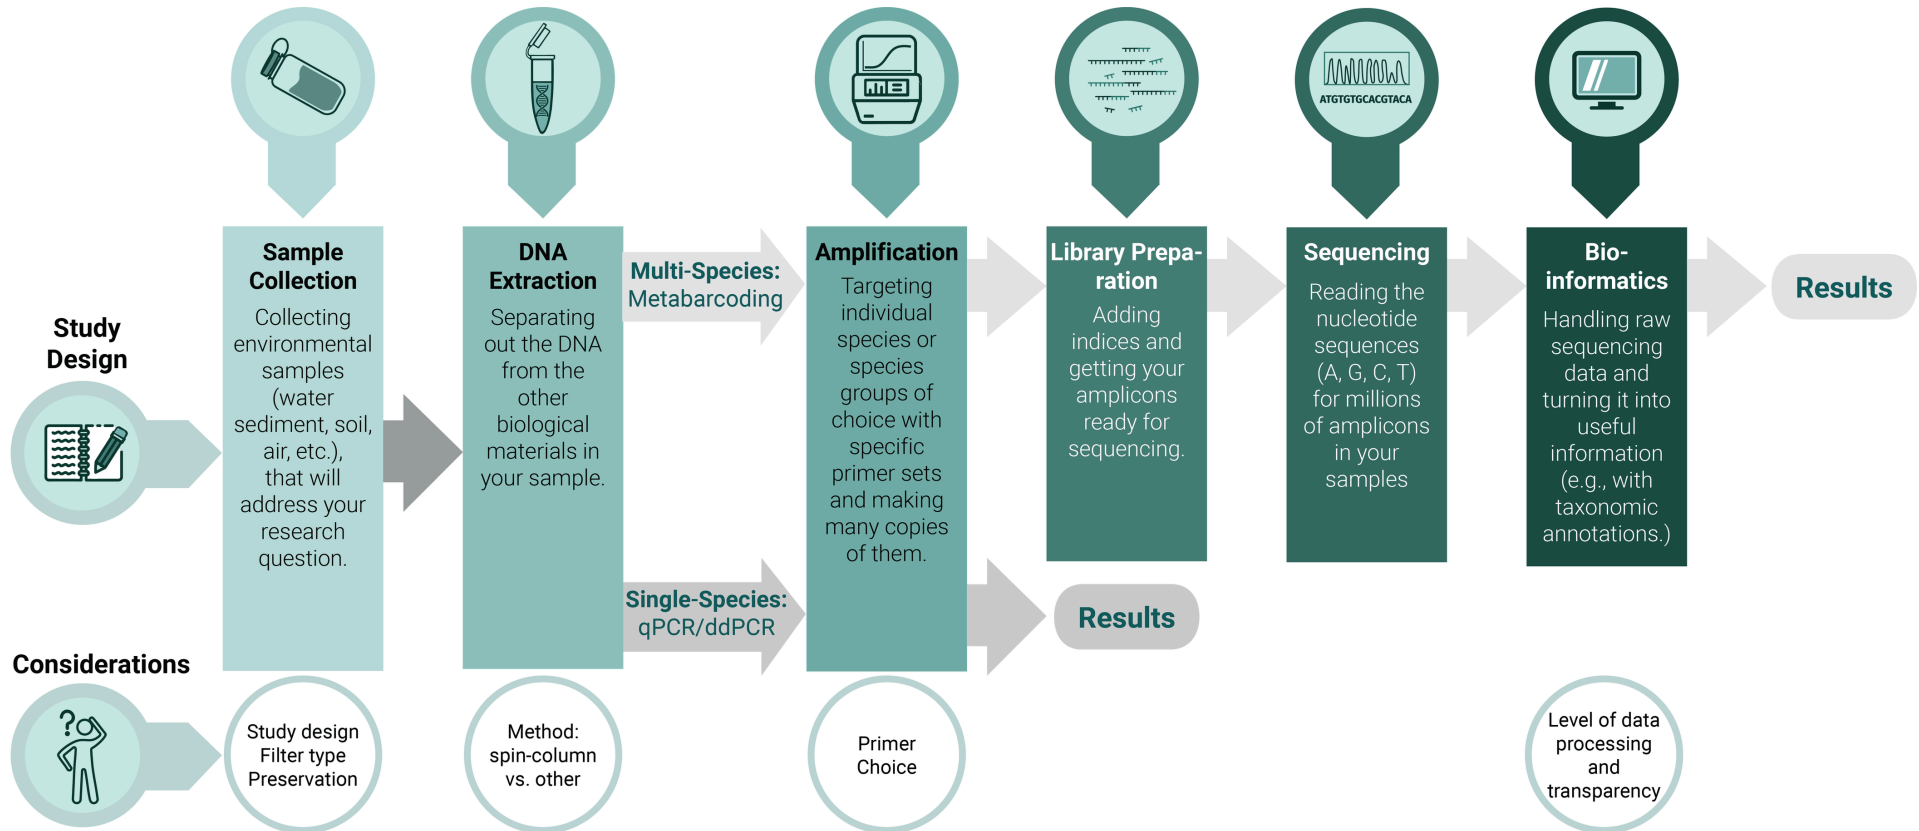 ATGTGTGCACGTACA
Study
Design
Sample
Collection
Collecting
environmental
samples
(water
sediment, soil,
air, etc.),
that will
address your
research
question.
DNA
Extraction
Separating
out the DNA
from the
other
biological
materials in
your sample.
Multi-Species:
Metabarcoding
Single-Species:
qPCR/ddPCR
Amplification
Targeting
individual
species or
species
groups of
choice with
specific
primer sets
and making
many copies
of them.
Library Prepa-
ration
Adding
indices and
getting your
amplicons
ready for
sequencing.
Results
Sequencing
Reading the
nucleotide
sequences
(A, G, C, T)
for millions
of amplicons
in your
samples
Bio-
informatics
Handling raw
sequencing
data and
turning it into
useful
information
(e.g., with
taxonomic
annotations.)
Results
Considerations
?
Study design
Filter type
Preservation
Method:
spin-column
vs. other
Primer
Choice
Level of data
processing
and
transparency